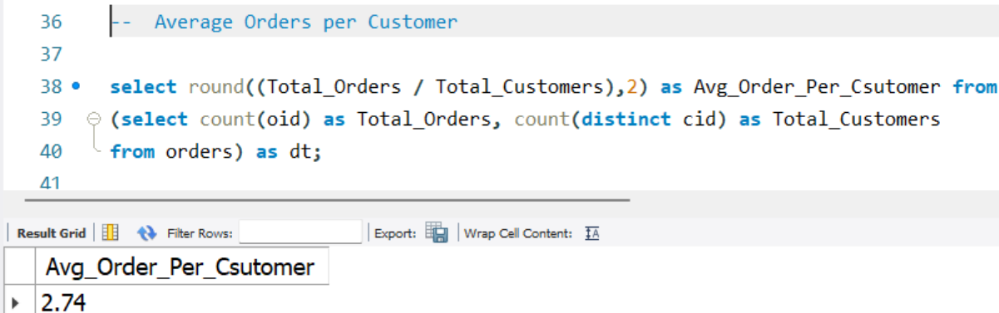 36 -- Average Orders per Customer
37
38 select round((Total_Orders / Total_Customers),2) as Avg_Order_Per_Csutomer from
39 (select count(oid) as Total_Orders, count(distinct cid) as Total_Customers
40 from orders) as dt;
41
Result Grid Filter Rows: Export: Wrap Cell Content: IA
Avg_Order_Per_Csutomer
2.74